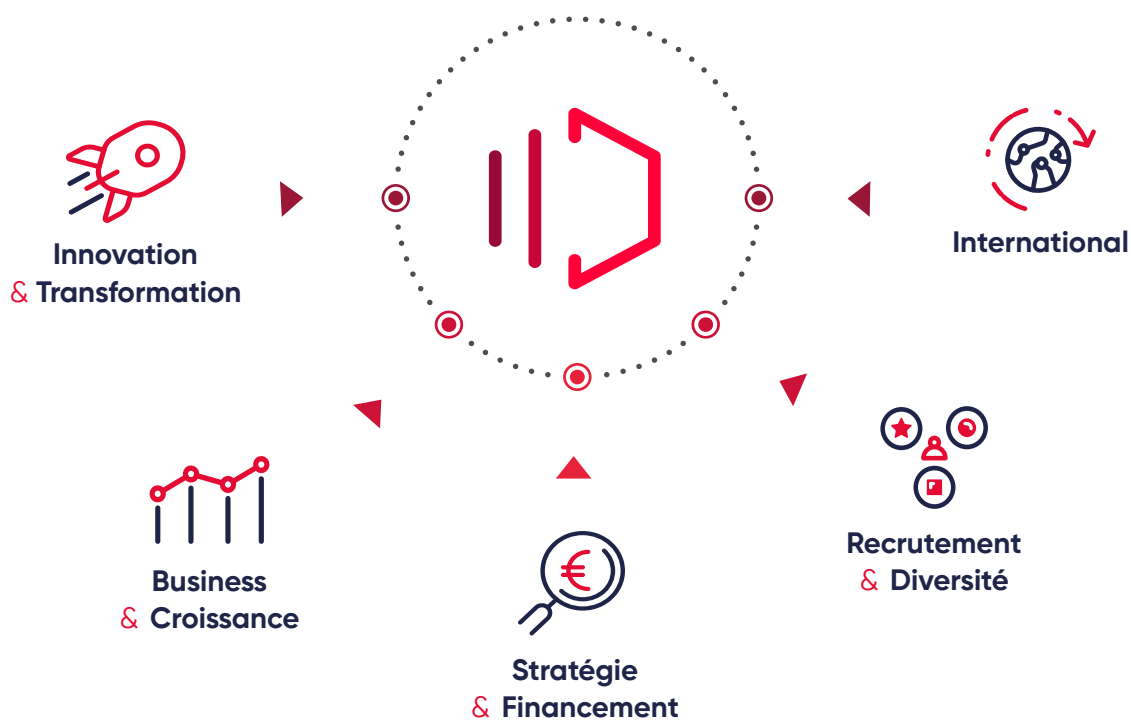 Innovation
& Transformation
International
Business
& Croissance
Stratégie
& Financement
Recrutement
& Diversité